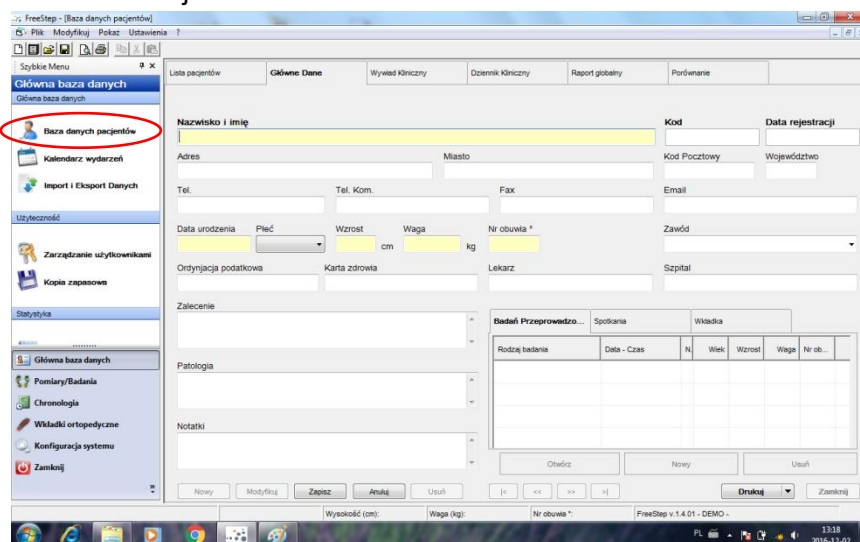 FreeStep - [Baza danych pacjentów]
Plik Modyfikuj Pokaż Ustawienia ?
Szybkie Menu
Główna baza danych
Główna baza danych
Baza danych pacjentów
Kalendarz wydarzeń
Import i Eksport Danych
Użyteczność
Zarządzanie użytkownikami
Kopia zapasowa
Statystyka
Główna baza danych
Pomiary/Badania
Chronologia
Wkładki ortopedyczne
Konfiguracja systemu
Zamknij
Lista pacjentów Główne Dane Wywiad Kliniczny Dziennik Kliniczny Raport globalny Porównanie
Nazwisko i imię Kod Data rejestracji
Adres Miasto Kod Pocztowy Województwo
Tel. Tel. Kom. Fax Email
Data urodzenia Płeć Wzrost Waga Nr obuwia * Zawód
cm kg
Ordynjacja podatkowa Karta zdrowia Lekarz Szpital
Zalecenie
Badań Przeprowadzo... Spotkania Wkładka
Rodzaj badania Data - Czas N. Wiek Wzrost Waga Nr ob...
Patologia
Notatki
Otwórz Nowy Usuń
Nowy Modyfikuj Zapisz Anuluj Usuń |< << >> >| Drukuj Zamknij
Wysokość (cm): Waga (kg): Nr obuwia *: FreeStep v.1.4.01 - DEMO -
PL 13:18
2016-12-02